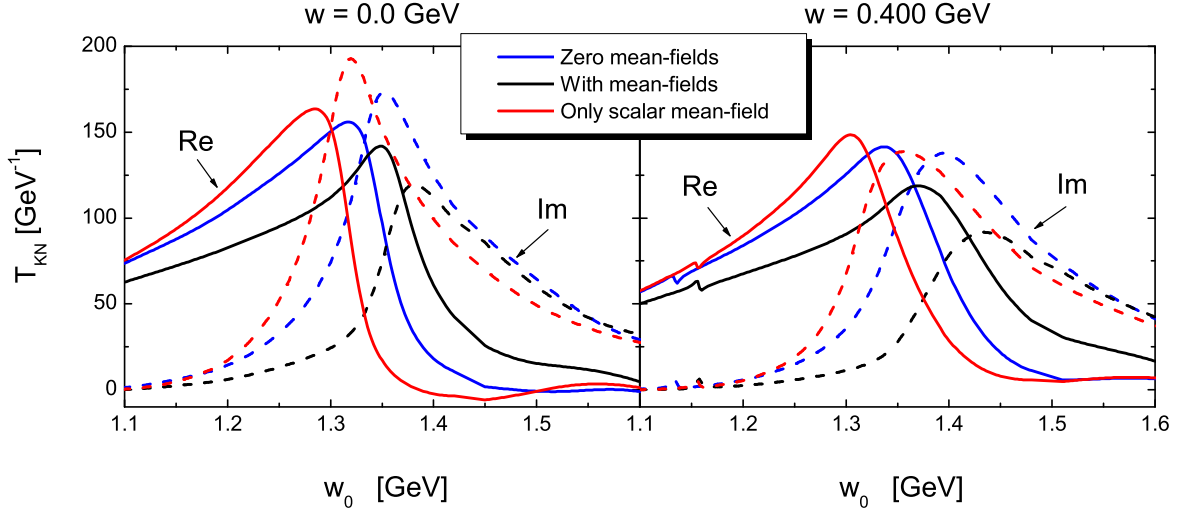 w = 0.0 GeV
w = 0.400 GeV
Zero mean-fields
With mean-fields
Only scalar mean-field
200
150
100
50
0
T_KN [GeV⁻¹]
Re
Im
Re
Im
1.1 1.2 1.3 1.4 1.5 1.1 1.2 1.3 1.4 1.5 1.6
w₀ [GeV]
w₀ [GeV]